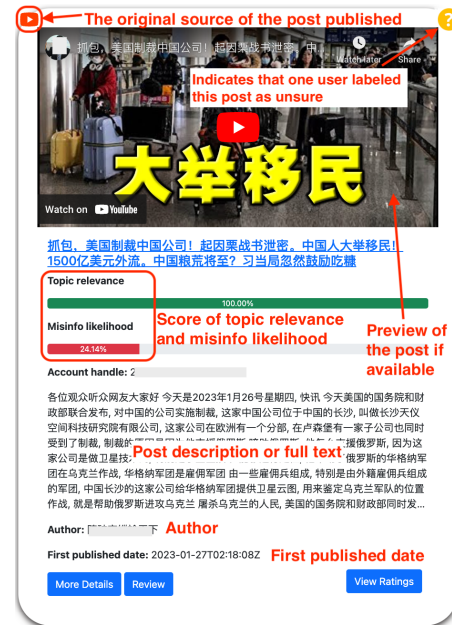 The original source of the post published
?
抓包，美国制裁中国公司！起因栗战书泄密。中...
Watch later
Share
Indicates that one user labeled
this post as unsure
大举移民
Watch on YouTube
抓包，美国制裁中国公司！起因栗战书泄密。中国人大举移民！
1500亿美元外流。中国粮荒将至？习当局忽然鼓励吃糠
Topic relevance
100.00%
Misinfo likelihood
24.14%
Score of topic relevance
and misinfo likelihood
Preview of
the post if
available
Account handle: 2
各位观众听众网友大家好 今天是2023年1月26号星期四, 快讯 今天美国的国务院和财
政部联合发布, 对中国的公司实施制裁, 这家中国公司位于中国的长沙, 叫做长沙天仪
空间科技研究院有限公司, 这家公司在欧洲有一个分部, 在卢森堡有一家子公司也同时
受到了制裁, 制裁的
援俄罗斯, 因为这
家公司是做卫星技
俄罗斯的华格纳军
Post description or full text
团在乌克兰作战, 华格纳军团是雇佣军团 由一些雇佣兵组成, 特别是由外籍雇佣兵组成
的军团, 中国长沙的这家公司给华格纳军团提供卫星云图, 用来鉴定乌克兰军队的位置
作战, 就是帮助俄罗斯进攻乌克兰 屠杀乌克兰的人民, 美国的国务院和财政部同时发...
Author:
Author
First published date: 2023-01-27T02:18:08Z
First published date
More Details
Review
View Ratings